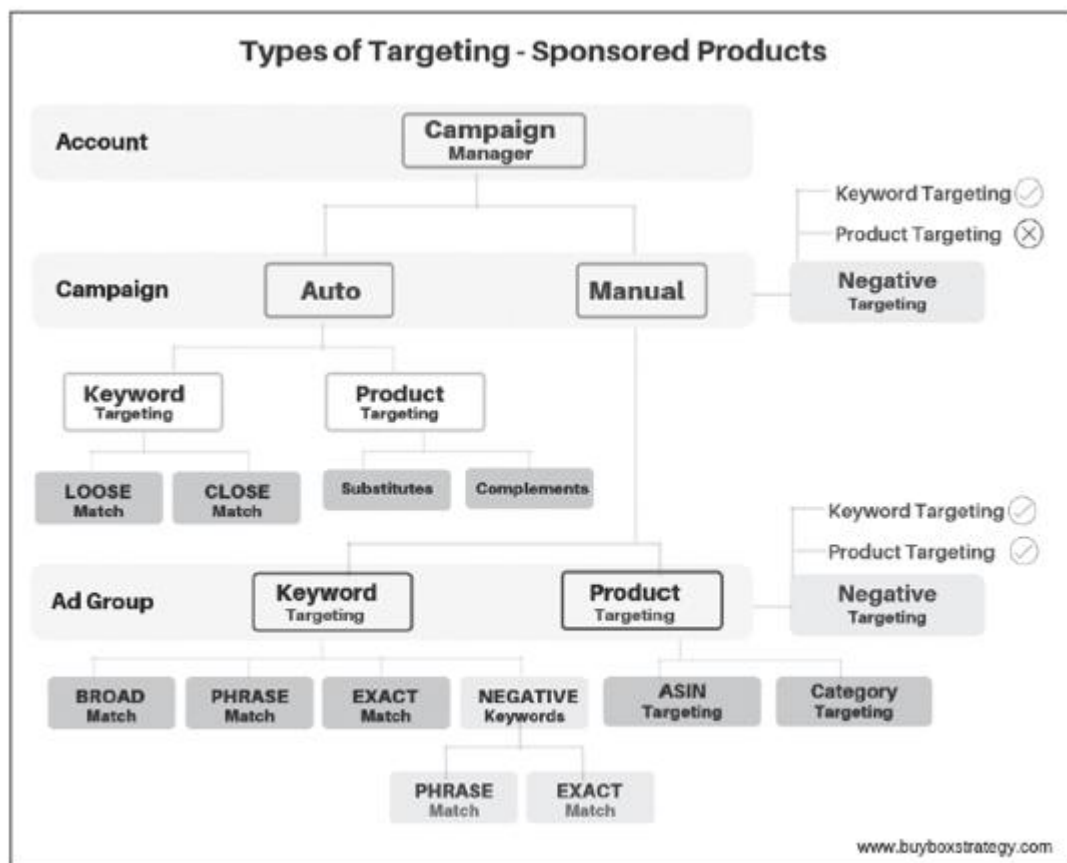 Types of Targeting - Sponsored Products
Account
Campaign
Manager
Keyword Targeting
Product Targeting
Campaign
Auto
Manual
Negative
Targeting
Keyword
Targeting
Product
Targeting
LOOSE
Match
CLOSE
Match
Substitutes
Complements
Keyword Targeting
Product Targeting
Ad Group
Keyword
Targeting
Product
Targeting
Negative
Targeting
BROAD
Match
PHRASE
Match
EXACT
Match
NEGATIVE
Keywords
ASIN
Targeting
Category
Targeting
PHRASE
Match
EXACT
Match
www.buyboxstrategy.com